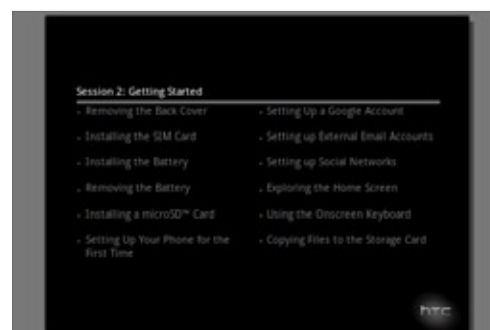 Session 2: Getting Started
- Removing the Back Cover
- Installing the SIM Card
- Installing the Battery
- Removing the Battery
- Installing a microSD™ Card
- Setting Up Your Phone for the
First Time
- Setting Up a Google Account
- Setting up External Email Accounts
- Setting up Social Networks
- Exploring the Home Screen
- Using the Onscreen Keyboard
- Copying Files to the Storage Card
hTC